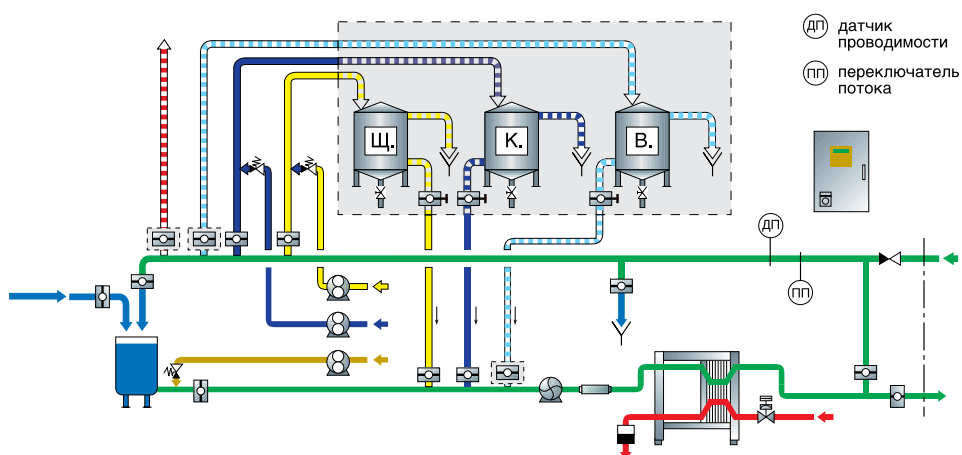 ДП датчик
проводимости
ПП переключатель
потока
Щ. К. В.
ДП
ПП